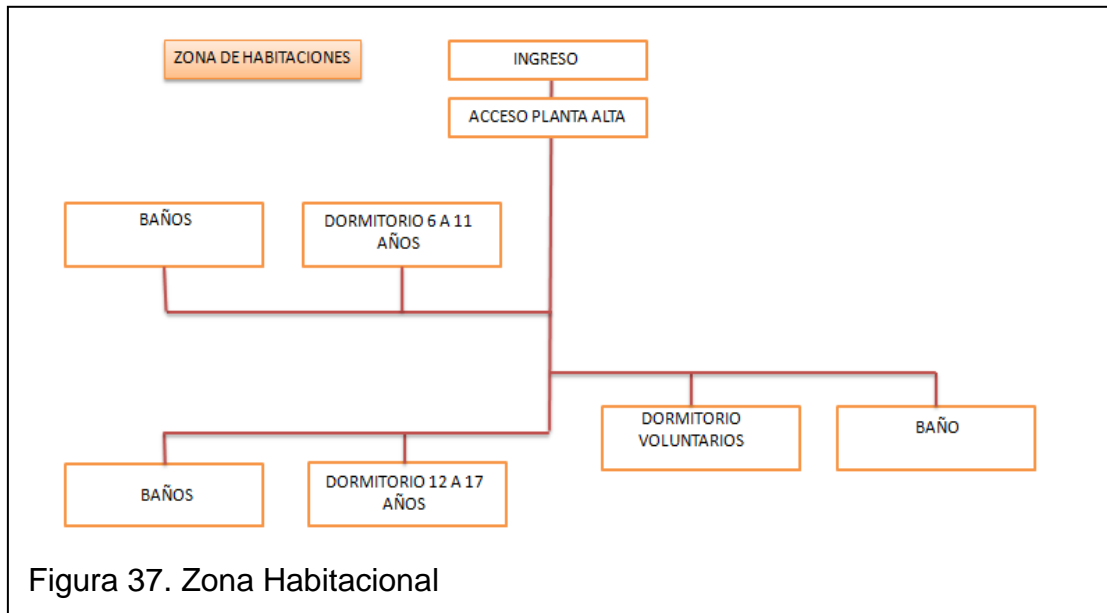 ZONA DE HABITACIONES
INGRESO
ACCESO PLANTA ALTA
BAÑOS
DORMITORIO 6 A 11
AÑOS
DORMITORIO
VOLUNTARIOS
BAÑO
BAÑOS
DORMITORIO 12 A 17
AÑOS
Figura 37. Zona Habitacional